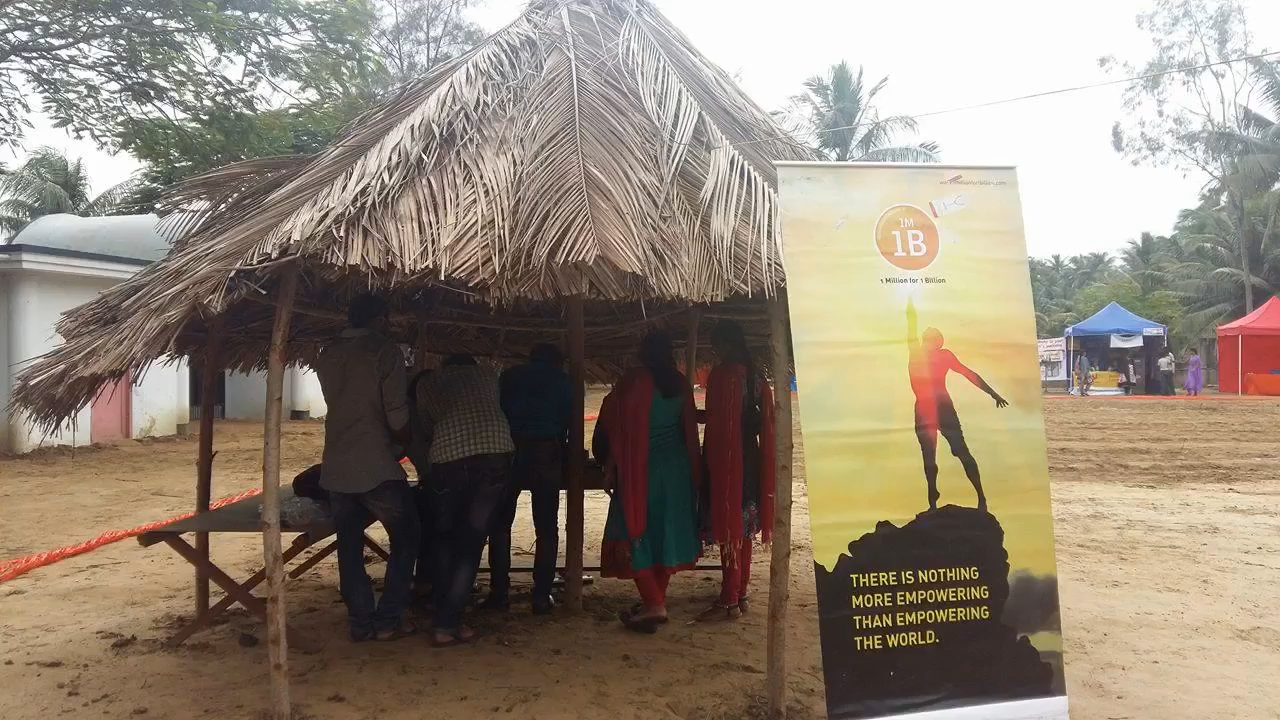 1M
1B
1 Million for 1 Billion
THERE IS NOTHING
MORE EMPOWERING
THAN EMPOWERING
THE WORLD.